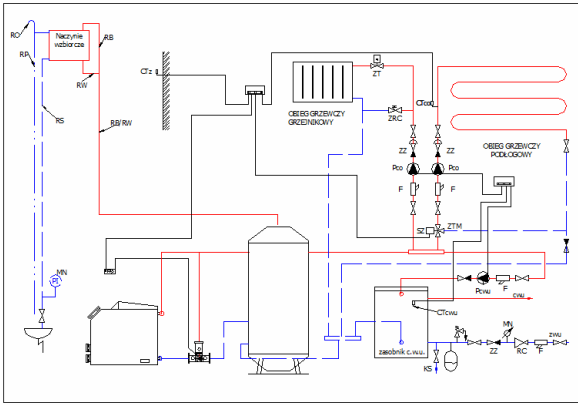 RO
Naczynie
wzbiorcze
RB
RP
RW
RS
RB/RW
MN
PI
CTz
OBIEG GRZEWCZY
GRZEJNIKOWY
ZT
ZRC
CTco
ZZ
ZZ
Pco
Pco
F
F
OBIEG GRZEWCZY
PODŁOGOWY
SZ
ZTM
Pcwu
F
cwu
CTcwu
zasobnik c.w.u.
KS
MN
ZZ
RC
F
zwu